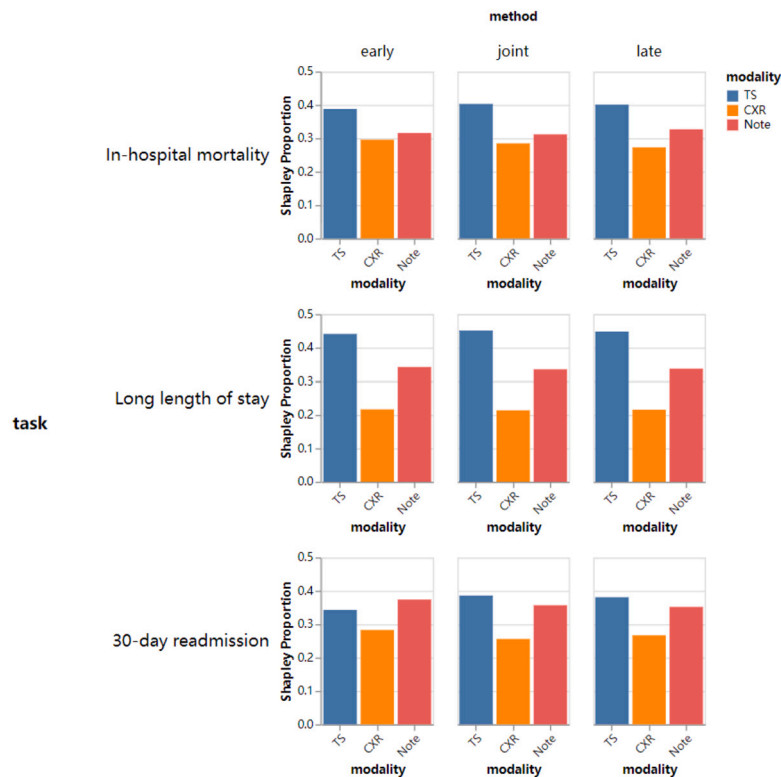 method
early joint late
modality
TS
CXR
Note
In-hospital mortality
Shapley Proportion
0.5
0.4
0.3
0.2
0.1
0.0
TS CXR Note TS CXR Note TS CXR Note
modality modality modality
task
Long length of stay
Shapley Proportion
0.5
0.4
0.3
0.2
0.1
0.0
TS CXR Note TS CXR Note TS CXR Note
modality modality modality
30-day readmission
Shapley Proportion
0.5
0.4
0.3
0.2
0.1
0.0
TS CXR Note TS CXR Note TS CXR Note
modality modality modality